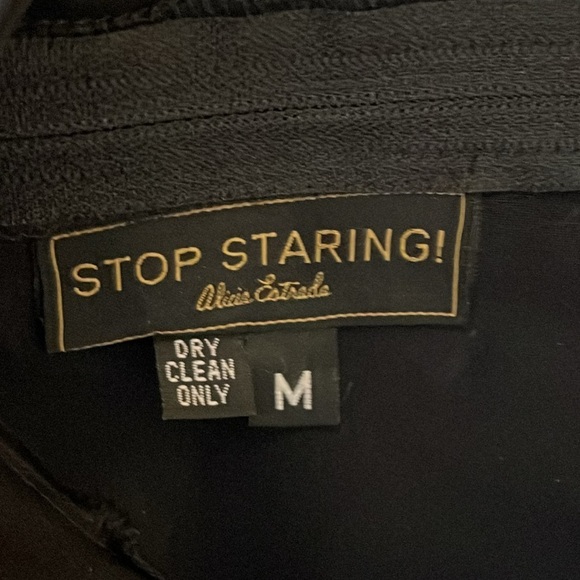 STOP STARING!
Alicia Estrada
DRY
CLEAN
ONLY
M